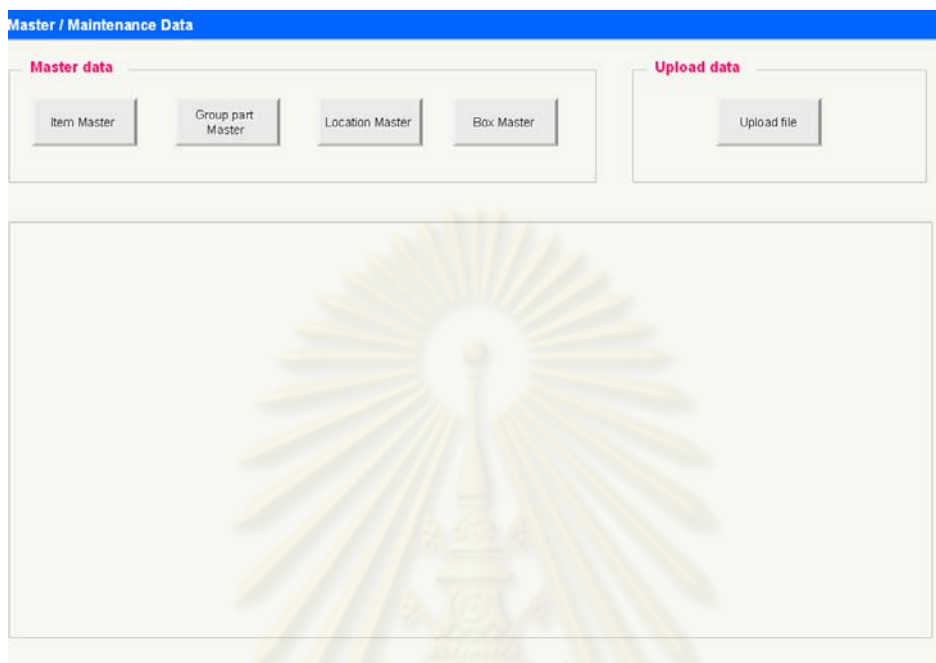 Master / Maintenance Data
Master data
Upload data
Item Master
Group part
Master
Location Master
Box Master
Upload file